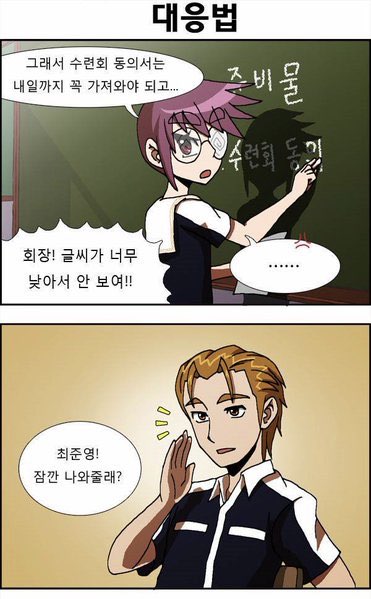 대응법
그래서 수련회 동의서는
내일까지 꼭 가져와야 되고...
준비물
수련회 동의
회장! 글씨가 너무
낮아서 안 보여!!
......
최준영!
잠깐 나와줄래?